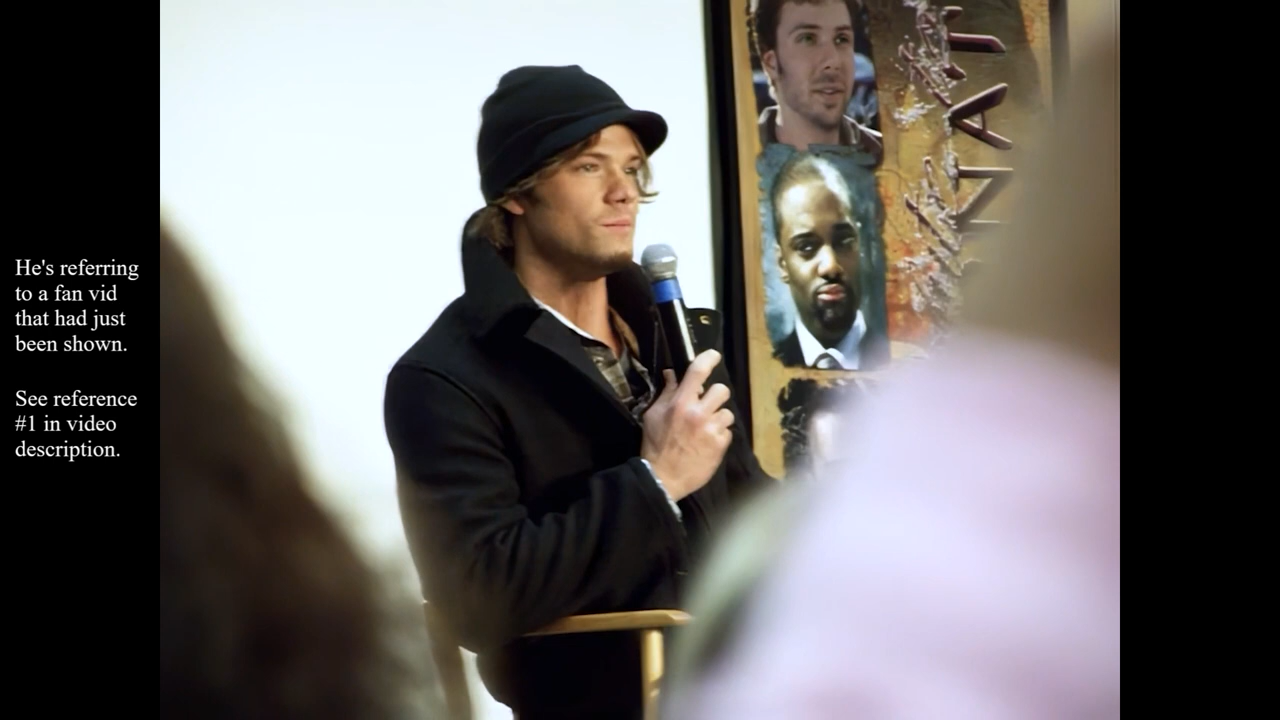 He's referring
to a fan vid
that had just
been shown.
See reference
#1 in video
description.